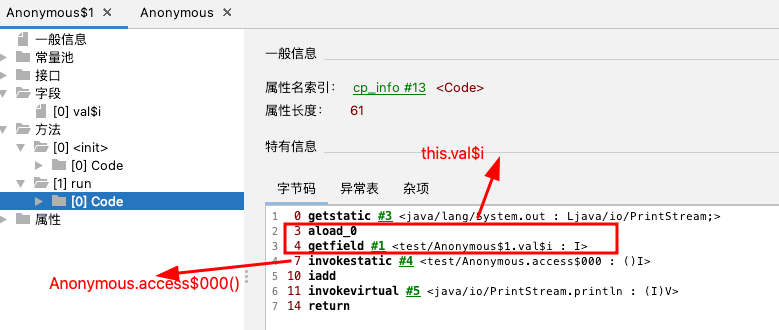 Anonymous$1 ×
Anonymous ×
一般信息
常量池
接口
字段
[0] val$i
方法
[0] <init>
[0] Code
[1] run
[0] Code
属性
一般信息
属性名索引： cp_info #13 <Code>
属性长度： 61
特有信息
this.val$i
字节码 异常表 杂项
1 0 getstatic #3 <java/lang/System.out : Ljava/io/PrintStream;>
2 3 aload_0
3 4 getfield #1 <test/Anonymous$1.val$i : I>
4 7 invokestatic #4 <test/Anonymous.access$000 : ()I>
5 10 iadd
6 11 invokevirtual #5 <java/io/PrintStream.println : (I)V>
7 14 return
Anonymous.access$000()